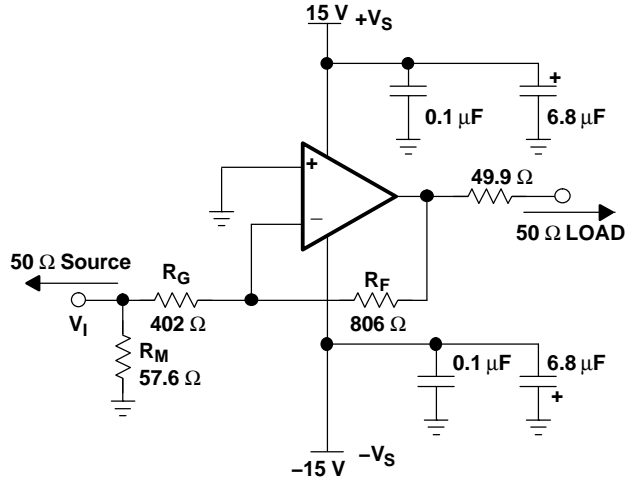 15 V +VS
+
0.1 µF
6.8 µF
+
−
49.9 Ω
50 Ω LOAD
50 Ω Source
VI
RG
402 Ω
RM
57.6 Ω
RF
806 Ω
0.1 µF
6.8 µF
+
−15 V −VS